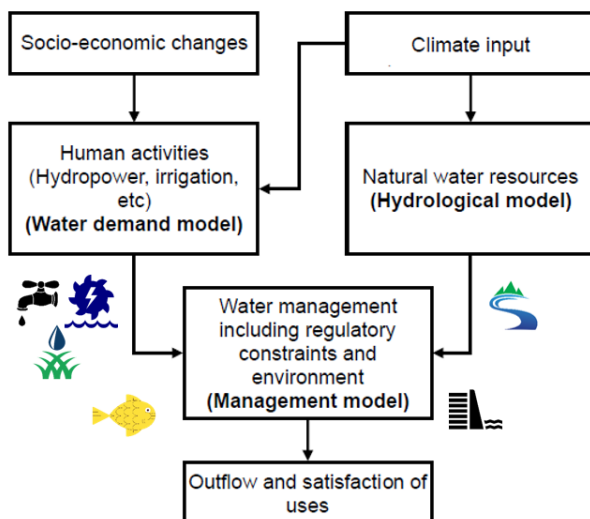 Socio-economic changes
Climate input
Human activities
(Hydropower, irrigation,
etc)
(Water demand model)
Natural water resources
(Hydrological model)
Water management
including regulatory
constraints and
environment
(Management model)
Outflow and satisfaction of
uses